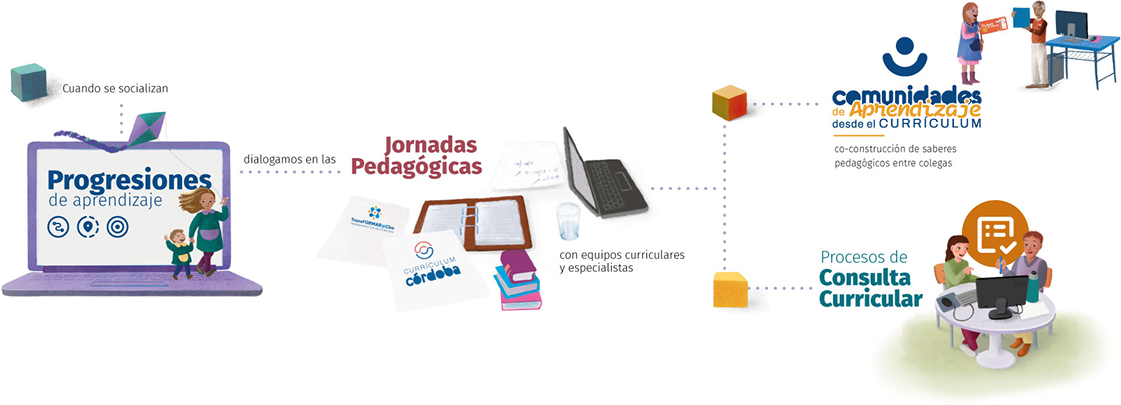 Cuando se socializan
Progresiones
de aprendizaje
dialogamos en las
Jornadas
Pedagógicas
TransFORMAR@Cba
CURRÍCULUM
córdoba
con equipos curriculares
y especialistas
comunidades
de Aprendizaje
desde el CURRÍCULUM
co-construcción de saberes
pedagógicos entre colegas
Procesos de
Consulta
Curricular